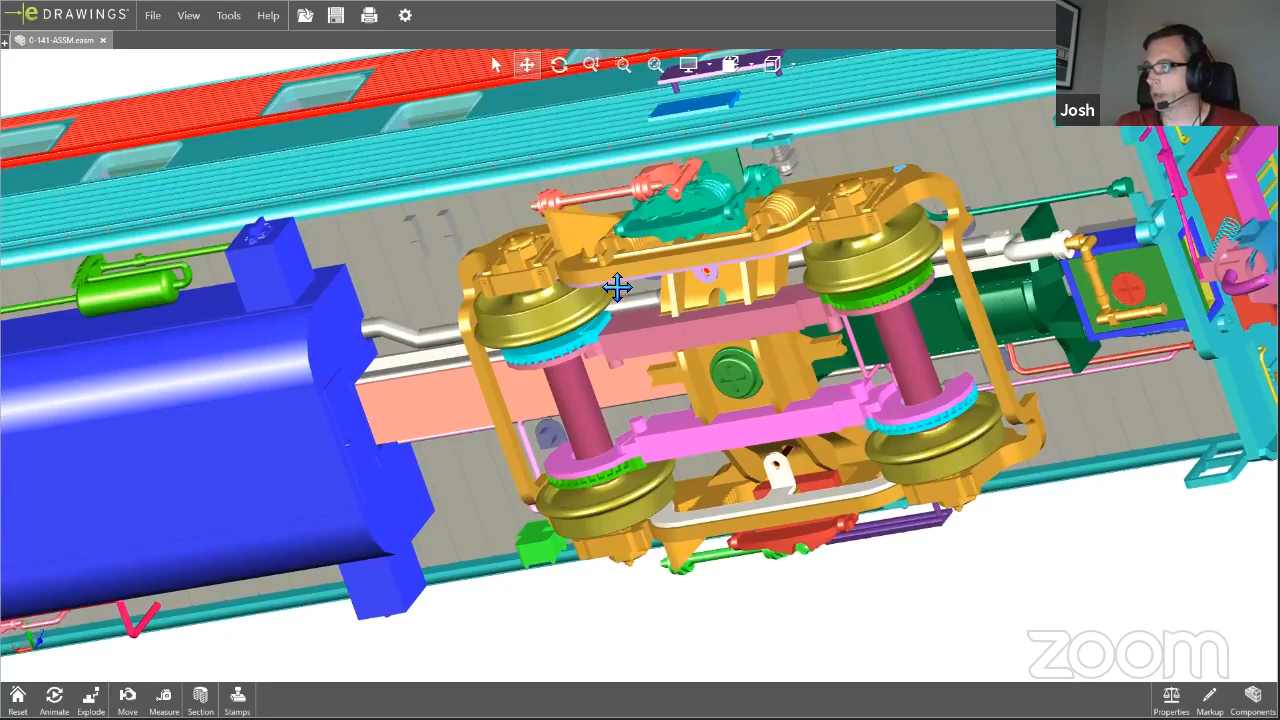 eDRAWINGS®
File View Tools Help
0-141-ASSM.easm
Josh
zoom
Reset Animate Explode Move Measure Section Stamps Properties Markup Components